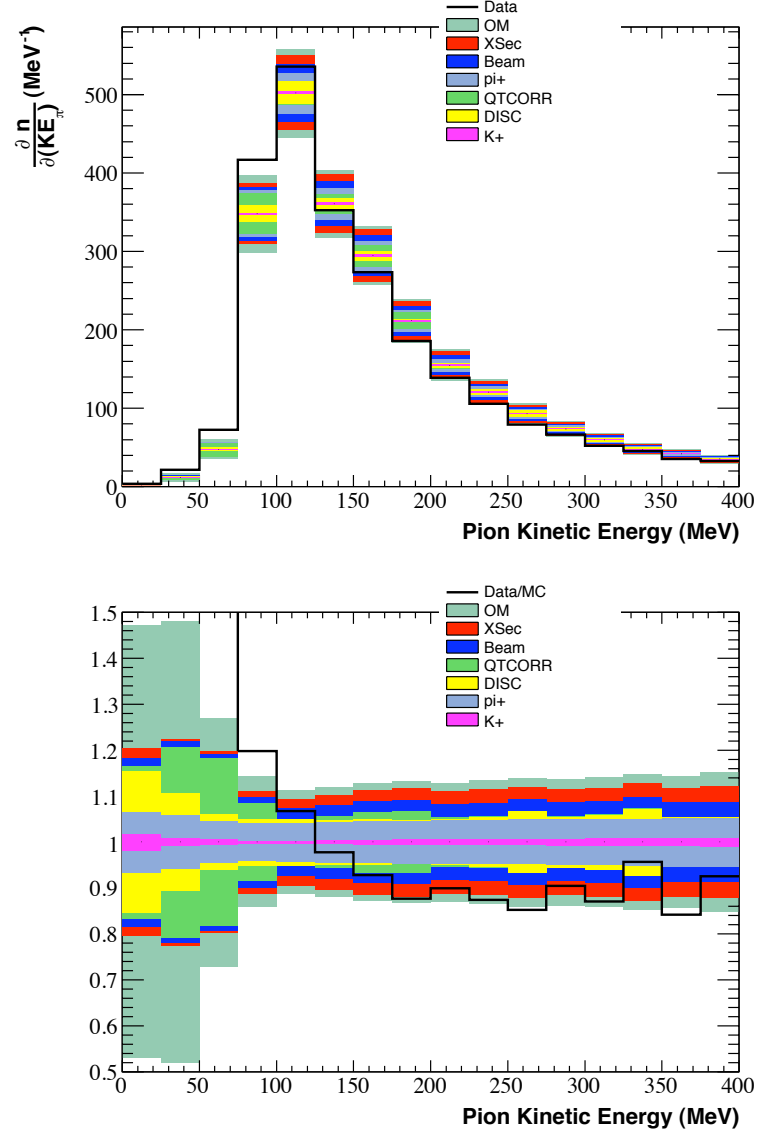 Data
OM
XSec
Beam
pi+
QTCORR
DISC
K+
∂ n
∂(KE_π) (MeV⁻¹)
500
400
300
200
100
0
0 50 100 150 200 250 300 350 400
Pion Kinetic Energy (MeV)
Data/MC
OM
XSec
Beam
QTCORR
DISC
pi+
K+
1.5
1.4
1.3
1.2
1.1
1
0.9
0.8
0.7
0.6
0.5
0 50 100 150 200 250 300 350 400
Pion Kinetic Energy (MeV)